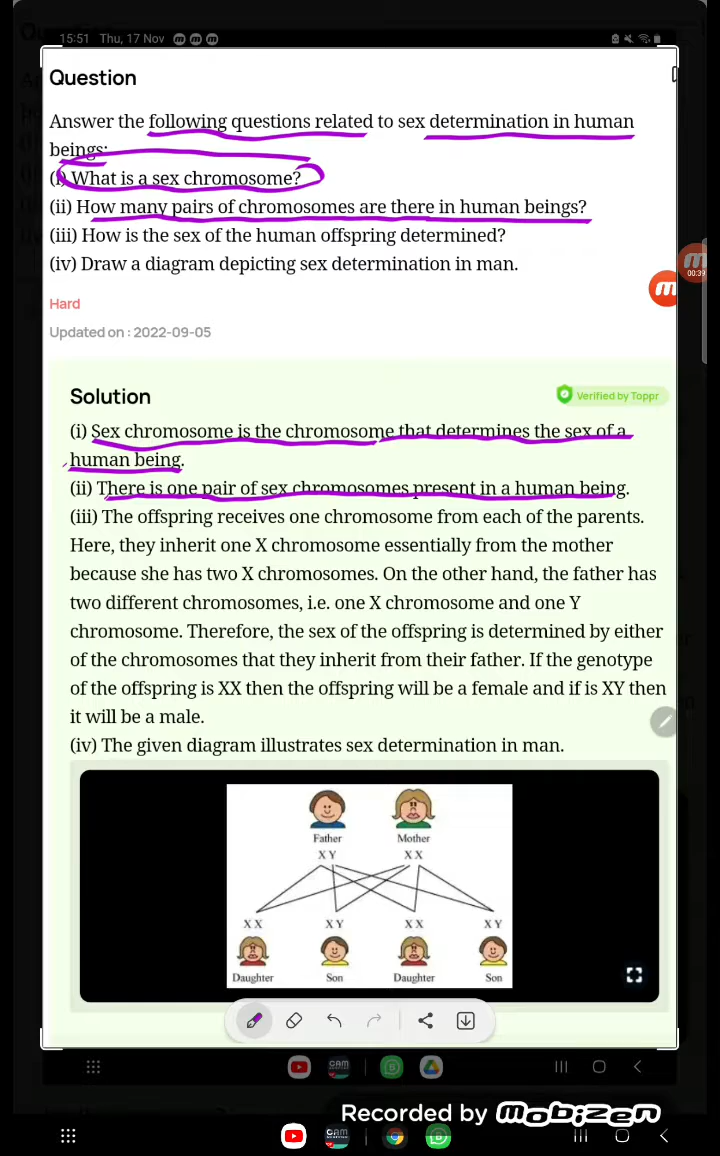 15:51 Thu, 17 Nov
Question
Answer the following questions related to sex determination in human
beings:
(i) What is a sex chromosome?
(ii) How many pairs of chromosomes are there in human beings?
(iii) How is the sex of the human offspring determined?
(iv) Draw a diagram depicting sex determination in man.
00:39
Hard
Updated on : 2022-09-05
Solution
Verified by Toppr
(i) Sex chromosome is the chromosome that determines the sex of a
human being.
(ii) There is one pair of sex chromosomes present in a human being.
(iii) The offspring receives one chromosome from each of the parents.
Here, they inherit one X chromosome essentially from the mother
because she has two X chromosomes. On the other hand, the father has
two different chromosomes, i.e. one X chromosome and one Y
chromosome. Therefore, the sex of the offspring is determined by either
of the chromosomes that they inherit from their father. If the genotype
of the offspring is XX then the offspring will be a female and if is XY then
it will be a male.
(iv) The given diagram illustrates sex determination in man.
Father Mother
X Y X X
X X X Y X X X Y
Daughter Son Daughter Son
Recorded by mobizen